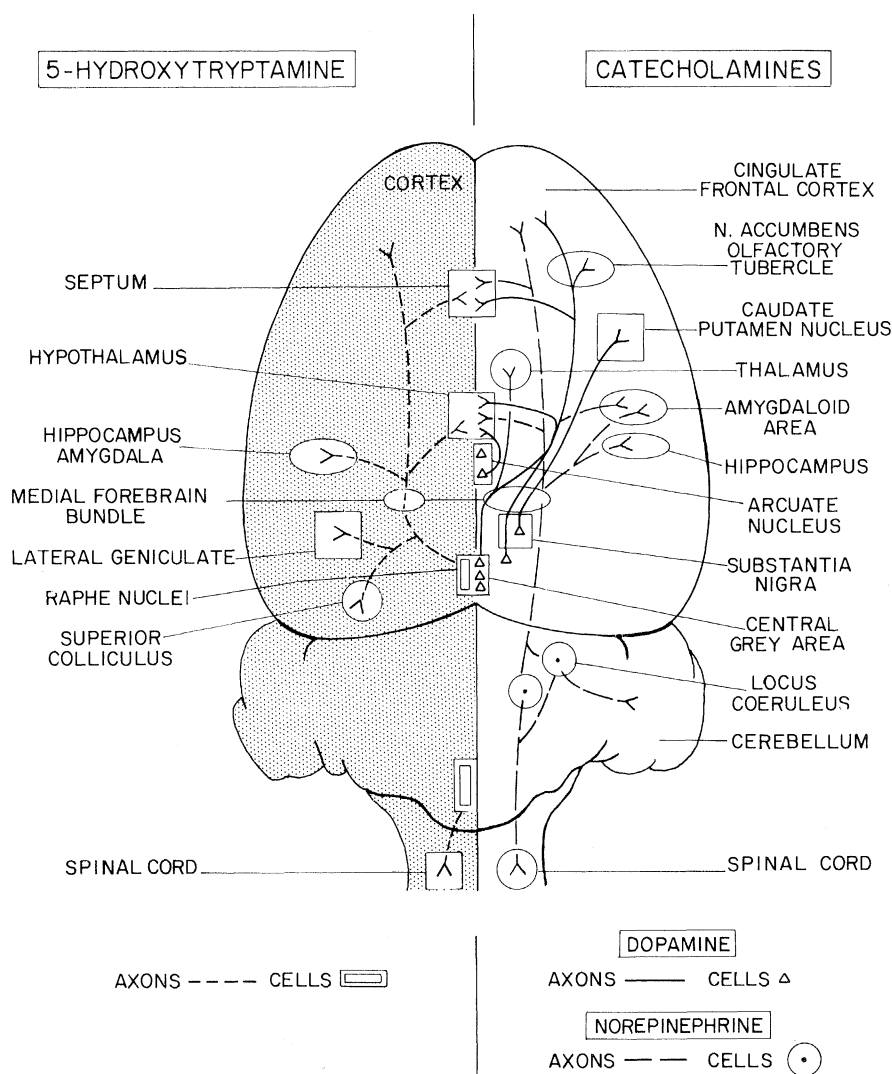 5-HYDROXYTRYPTAMINE
CATECHOLAMINES
CORTEX
SEPTUM
HYPOTHALAMUS
HIPPOCAMPUS
AMYGDALA
MEDIAL FOREBRAIN
BUNDLE
LATERAL GENICULATE
RAPHE NUCLEI
SUPERIOR
COLLICULUS
SPINAL CORD
CINGULATE
FRONTAL CORTEX
N. ACCUMBENS
OLFACTORY
TUBERCLE
CAUDATE
PUTAMEN NUCLEUS
THALAMUS
AMYGDALOID
AREA
HIPPOCAMPUS
ARCUATE
NUCLEUS
SUBSTANTIA
NIGRA
CENTRAL
GREY AREA
LOCUS
COERULEUS
CEREBELLUM
SPINAL CORD
AXONS CELLS
DOPAMINE
AXONS CELLS
NOREPINEPHRINE
AXONS CELLS